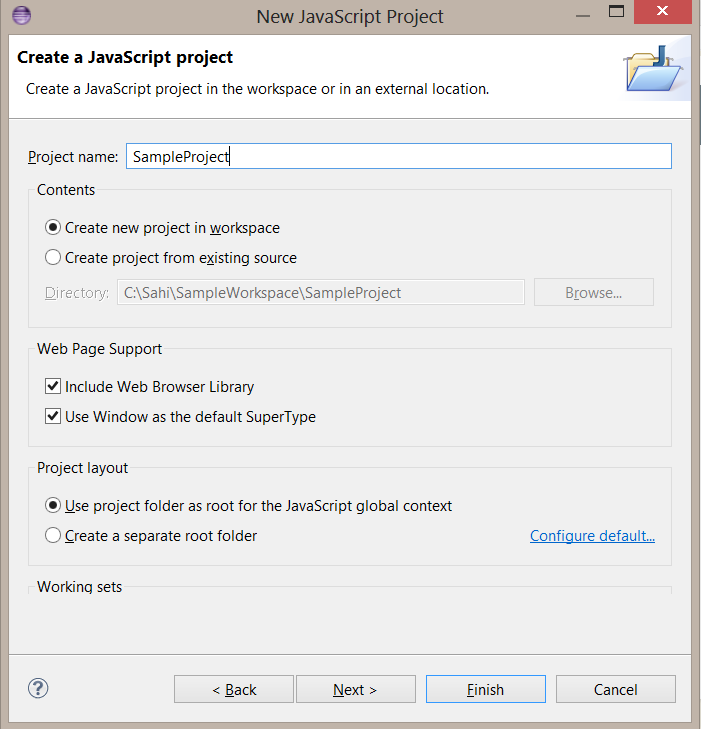 New JavaScript Project
Create a JavaScript project
Create a JavaScript project in the workspace or in an external location.
Project name: SampleProject
Contents
Create new project in workspace
Create project from existing source
Directory: C:\Sahi\SampleWorkspace\SampleProject Browse...
Web Page Support
Include Web Browser Library
Use Window as the default SuperType
Project layout
Use project folder as root for the JavaScript global context
Create a separate root folder Configure default...
Working sets
? < Back Next > Finish Cancel